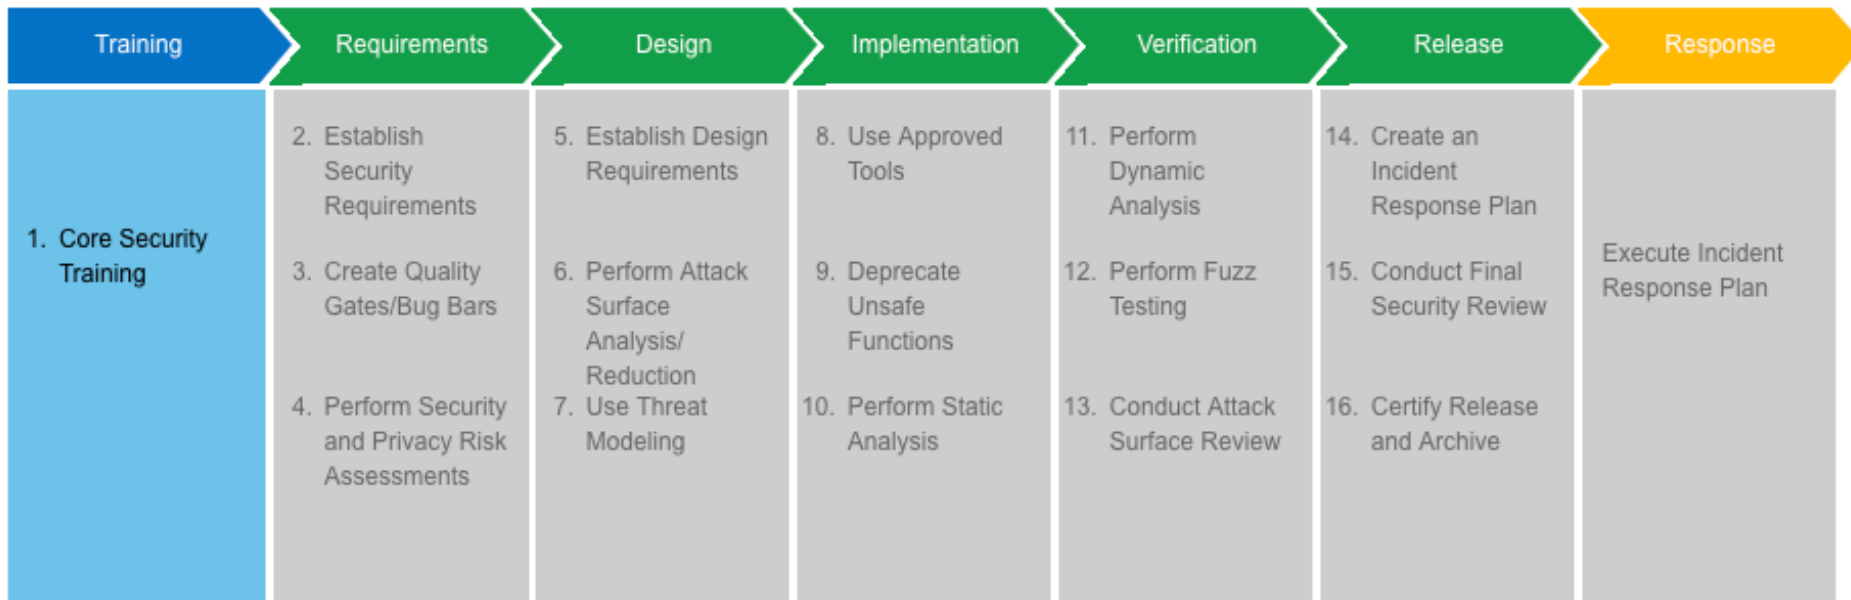 Training
Requirements
Design
Implementation
Verification
Release
Response
1. Core Security
Training
2. Establish
Security
Requirements
3. Create Quality
Gates/Bug Bars
4. Perform Security
and Privacy Risk
Assessments
5. Establish Design
Requirements
6. Perform Attack
Surface
Analysis/
Reduction
7. Use Threat
Modeling
8. Use Approved
Tools
9. Deprecate
Unsafe
Functions
10. Perform Static
Analysis
11. Perform
Dynamic
Analysis
12. Perform Fuzz
Testing
13. Conduct Attack
Surface Review
14. Create an
Incident
Response Plan
15. Conduct Final
Security Review
16. Certify Release
and Archive
Execute Incident
Response Plan